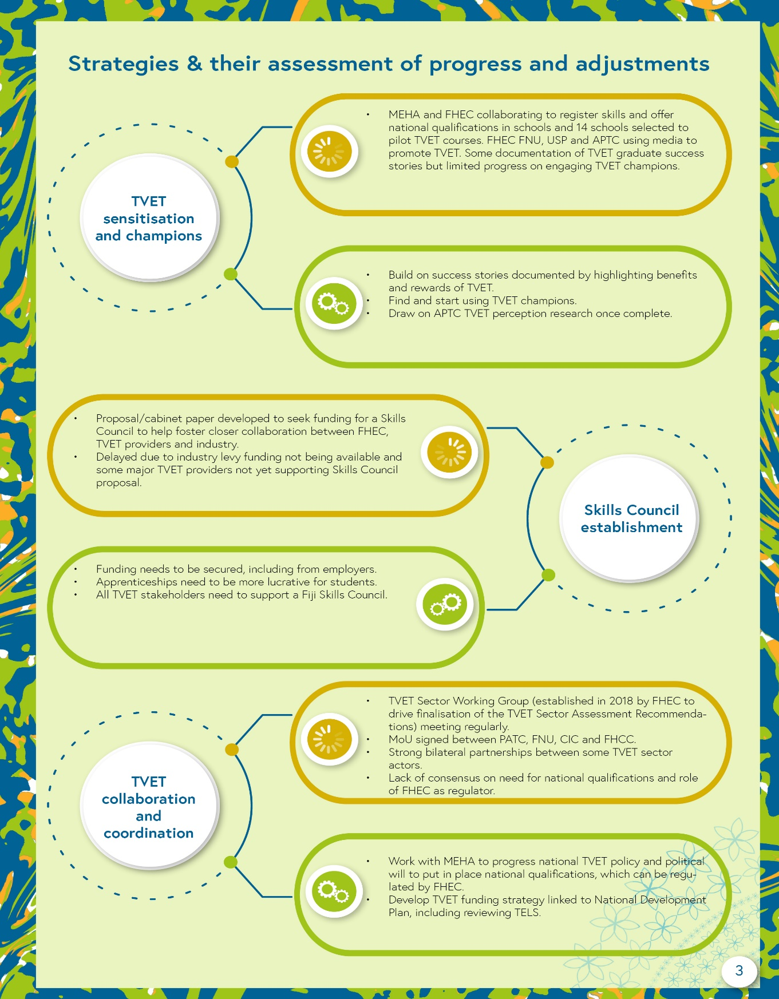 Strategies & their assessment of progress and adjustments
TVET
sensitisation
and champions
• MEHA and FHEC collaborating to register skills and offer
national qualifications in schools and 14 schools selected to
pilot TVET courses. FHEC FNU, USP and APTC using media to
promote TVET. Some documentation of TVET graduate success
stories but limited progress on engaging TVET champions.
• Build on success stories documented by highlighting benefits
and rewards of TVET.
• Find and start using TVET champions.
• Draw on APTC TVET perception research once complete.
Skills Council
establishment
• Proposal/cabinet paper developed to seek funding for a Skills
Council to help foster closer collaboration between FHEC,
TVET providers and industry.
• Delayed due to industry levy funding not being available and
some major TVET providers not yet supporting Skills Council
proposal.
• Funding needs to be secured, including from employers.
• Apprenticeships need to be more lucrative for students.
• All TVET stakeholders need to support a Fiji Skills Council.
TVET
collaboration
and
coordination
• TVET Sector Working Group (established in 2018 by FHEC to
drive finalisation of the TVET Sector Assessment Recommenda-
tions) meeting regularly.
• MoU signed between PATC, FNU, CIC and FHCC.
• Strong bilateral partnerships between some TVET sector
actors.
• Lack of consensus on need for national qualifications and role
of FHEC as regulator.
• Work with MEHA to progress national TVET policy and political
will to put in place national qualifications, which can be regu-
lated by FHEC.
• Develop TVET funding strategy linked to National Development
Plan, including reviewing TELS.
3